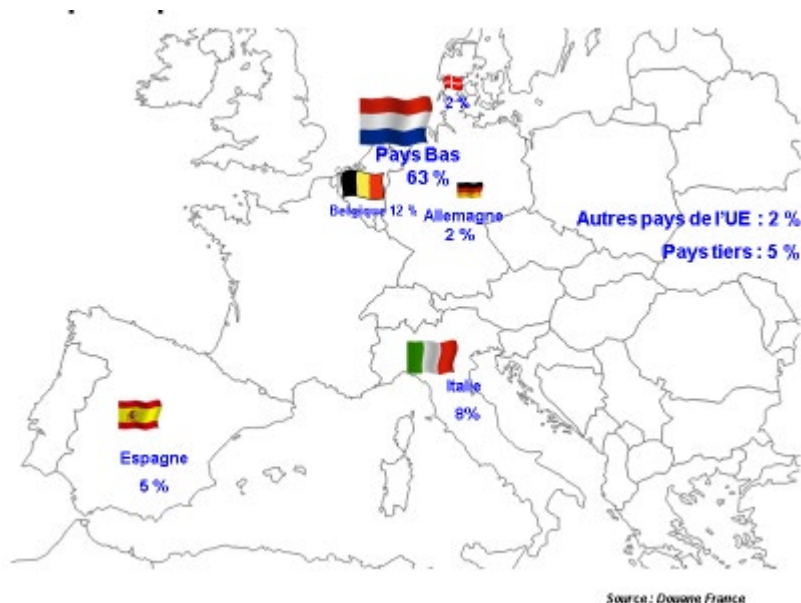 2 %
Pays Bas
63 %
Belgique 12 %
Allemagne
2 %
Autres pays de l'UE : 2 %
Pays tiers : 5 %
Italie
8%
Espagne
5 %
Source : Douane France